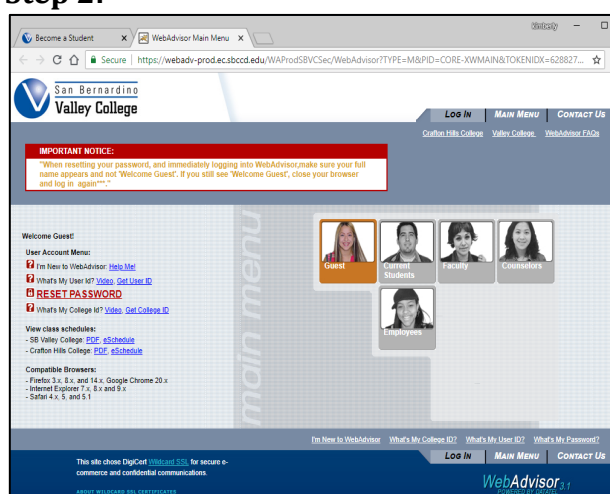 Step 2:
Kimberly
Become a Student
WebAdvisor Main Menu
Secure | https://webadv-prod.ec.sbccd.edu/WAProdSBVCSec/WebAdvisor?TYPE=M&PID=CORE-XWMAIN&TOKENIDX=628827...
San Bernardino
Valley College
LOG IN MAIN MENU CONTACT US
Crafton Hills College Valley College WebAdvisor FAQs
IMPORTANT NOTICE:
"When resetting your password, and immediately logging into WebAdvisor,make sure your full
name appears and not 'Welcome Guest'. If you still see 'Welcome Guest', close your browser
and log in again***."
main menu
Welcome Guest!
User Account Menu:
I'm New to WebAdvisor: Help Me!
What's My User Id? Video, Get User ID
RESET PASSWORD
What's My College Id? Video, Get College ID
View class schedules:
- SB Valley College: PDF, eSchedule
- Crafton Hills College: PDF, eSchedule
Compatible Browsers:
- Firefox 3.x, 8.x, and 14.x, Google Chrome 20.x
- Internet Explorer 7.x, 8.x and 9.x
- Safari 4.x, 5, and 5.1
Guest
Current Students
Faculty
Counselors
Employees
I'm New to WebAdvisor What's My College ID? What's My User ID? What's My Password?
LOG IN MAIN MENU CONTACT US
This site chose DigiCert Wildcard SSL for secure e-
commerce and confidential communications.
ABOUT WILDCARD SSL CERTIFICATES
WebAdvisor 3.1
POWERED BY DATATEL